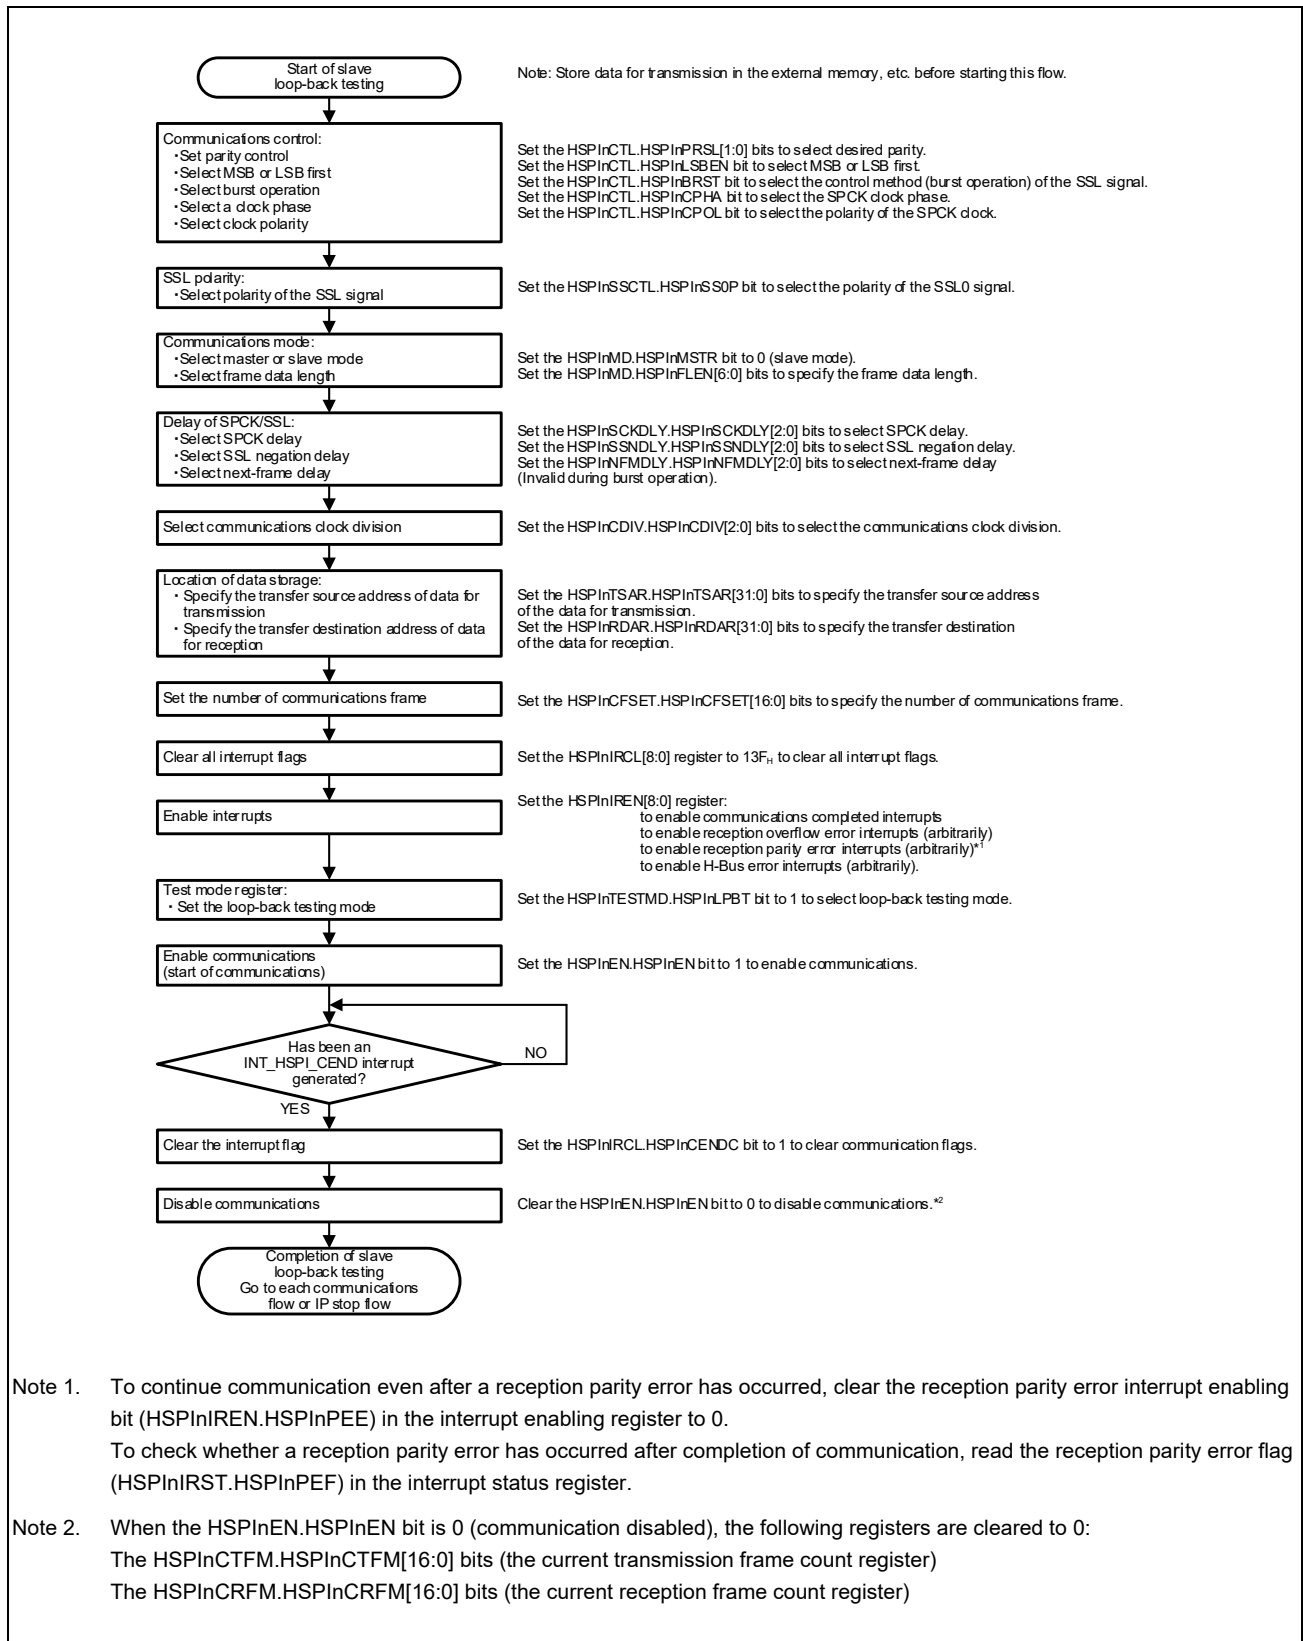 Start of slave
loop-back testing
Note: Store data for transmission in the external memory, etc. before starting this flow.
Communications control:
・Set parity control
・Select MSB or LSB first
・Select burst operation
・Select a clock phase
・Select clock polarity
Set the HSPInCTL.HSPInPRSL[1:0] bits to select desired parity.
Set the HSPInCTL.HSPInLSBEN bit to select MSB or LSB first.
Set the HSPInCTL.HSPInBRST bit to select the control method (burst operation) of the SSL signal.
Set the HSPInCTL.HSPInCPHA bit to select the SPCK clock phase.
Set the HSPInCTL.HSPInCPOL bit to select the polarity of the SPCK clock.
SSL polarity:
・Select polarity of the SSL signal
Set the HSPInSSCTL.HSPInSS0P bit to select the polarity of the SSL0 signal.
Communications mode:
・Select master or slave mode
・Select frame data length
Set the HSPInMD.HSPInMSTR bit to 0 (slave mode).
Set the HSPInMD.HSPInFLEN[6:0] bits to specify the frame data length.
Delay of SPCK/SSL:
・Select SPCK delay
・Select SSL negation delay
・Select next-frame delay
Set the HSPInSCKDLY.HSPInSCKDLY[2:0] bits to select SPCK delay.
Set the HSPInSSNDLY.HSPInSSNDLY[2:0] bits to select SSL negation delay.
Set the HSPInNFMDLY.HSPInNFMDLY[2:0] bits to select next-frame delay
(Invalid during burst operation).
Select communications clock division
Set the HSPInCDIV.HSPInCDIV[2:0] bits to select the communications clock division.
Location of data storage:
・Specify the transfer source address of data for
transmission
・Specify the transfer destination address of data
for reception
Set the HSPInTSAR.HSPInTSAR[31:0] bits to specify the transfer source address
of the data for transmission.
Set the HSPInRDAR.HSPInRDAR[31:0] bits to specify the transfer destination
of the data for reception.
Set the number of communications frame
Set the HSPInCFSET.HSPInCFSET[16:0] bits to specify the number of communications frame.
Clear all interrupt flags
Set the HSPInIRCL[8:0] register to 13FH to clear all interrupt flags.
Enable interrupts
Set the HSPInIREN[8:0] register:
to enable communications completed interrupts
to enable reception overflow error interrupts (arbitrarily)
to enable reception parity error interrupts (arbitrarily)*1
to enable H-Bus error interrupts (arbitrarily).
Test mode register:
・Set the loop-back testing mode
Set the HSPInTESTMD.HSPInLPBT bit to 1 to select loop-back testing mode.
Enable communications
(start of communications)
Set the HSPInEN.HSPInEN bit to 1 to enable communications.
Has been an
INT_HSPI_CEND interrupt
generated?
NO
YES
Clear the interrupt flag
Set the HSPInIRCL.HSPInCENDC bit to 1 to clear communication flags.
Disable communications
Clear the HSPInEN.HSPInEN bit to 0 to disable communications.*2
Completion of slave
loop-back testing
Go to each communications
flow or IP stop flow
Note 1. To continue communication even after a reception parity error has occurred, clear the reception parity error interrupt enabling
bit (HSPInIREN.HSPInPEE) in the interrupt enabling register to 0.
To check whether a reception parity error has occurred after completion of communication, read the reception parity error flag
(HSPInIRST.HSPInPEF) in the interrupt status register.
Note 2. When the HSPInEN.HSPInEN bit is 0 (communication disabled), the following registers are cleared to 0:
The HSPInCTFM.HSPInCTFM[16:0] bits (the current transmission frame count register)
The HSPInCRFM.HSPInCRFM[16:0] bits (the current reception frame count register)